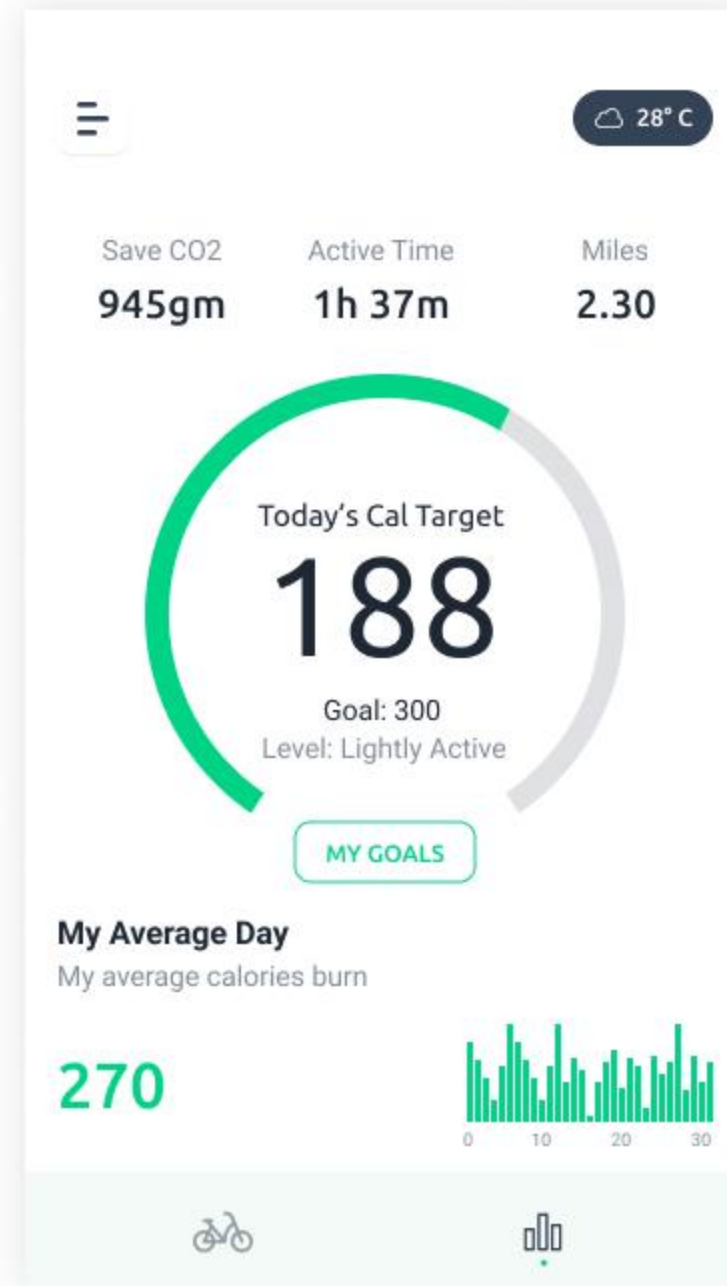 28° C
Save CO2 Active Time Miles
945gm 1h 37m 2.30
Today's Cal Target
188
Goal: 300
Level: Lightly Active
MY GOALS
My Average Day
My average calories burn
270
0 10 20 30